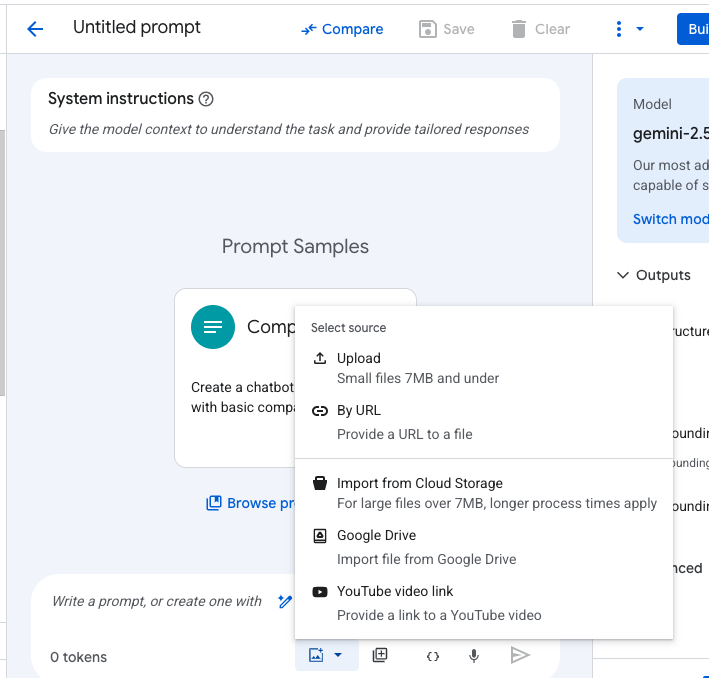 Untitled prompt
Compare
Save
Clear
System instructions
Give the model context to understand the task and provide tailored responses
Model
gemini-2.5
Our most ad
capable of s
Switch mod
Outputs
Prompt Samples
Comp
Create a chatbot
with basic compa
Browse pr
Select source
Upload
Small files 7MB and under
By URL
Provide a URL to a file
Import from Cloud Storage
For large files over 7MB, longer process times apply
Google Drive
Import file from Google Drive
YouTube video link
Provide a link to a YouTube video
ructure
oundin
ounding
oundin
nced
Write a prompt, or create one with
0 tokens